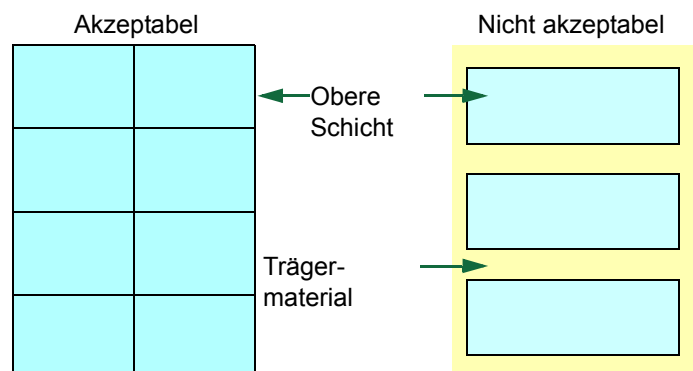 Akzeptabel
Nicht akzeptabel
Obere
Schicht
Träger-
material